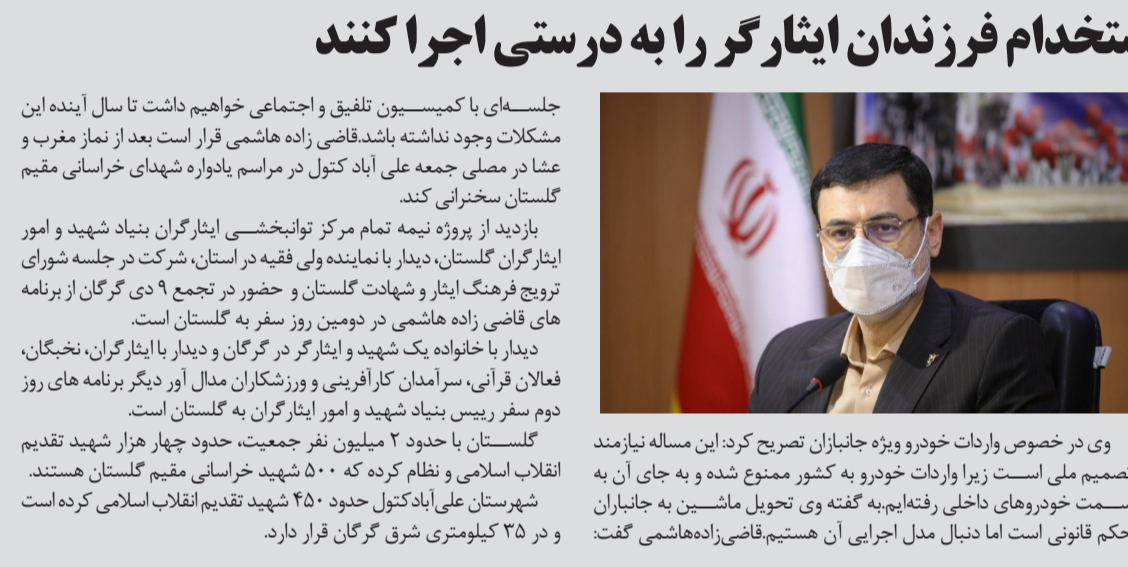 ستخدام فرزندان ایثارگر را به درستی اجرا کنند
وی در خصوص واردات خودرو ویژه جانبازان تصریح کرد: این مساله نیازمند
تصمیم ملی است زیرا واردات خودرو به کشور ممنوع شده و به جای آن به
سمت خودروهای داخلی رفته‌ایم.به گفته وی تحویل ماشین به جانبازان
حکم قانونی است اما دنبال مدل اجرایی آن هستیم.قاضی‌زاده‌هاشمی گفت:
جلسه‌ای با کمیسیون تلفیق و اجتماعی خواهیم داشت تا سال آینده این
مشکلات وجود نداشته باشد.قاضی زاده هاشمی قرار است بعد از نماز مغرب و
عشا در مصلی جمعه علی آباد کتول در مراسم یادواره شهدای خراسانی مقیم
گلستان سخنرانی کند.
بازدید از پروژه نیمه تمام مرکز توانبخشی ایثارگران بنیاد شهید و امور
ایثارگران گلستان، دیدار با نماینده ولی فقیه در استان، شرکت در جلسه شورای
ترویج فرهنگ ایثار و شهادت گلستان و حضور در تجمع ۹ دی گرگان از برنامه
های قاضی زاده هاشمی در دومین روز سفر به گلستان است.
دیدار با خانواده یک شهید و ایثارگر در گرگان و دیدار با ایثارگران، نخبگان،
فعالان قرآنی، سرآمدان کارآفرینی و ورزشکاران مدال آور دیگر برنامه های روز
دوم سفر رییس بنیاد شهید و امور ایثارگران به گلستان است.
گلستان با حدود ۲ میلیون نفر جمعیت، حدود چهار هزار شهید تقدیم
انقلاب اسلامی و نظام کرده که ۵۰۰ شهید خراسانی مقیم گلستان هستند.
شهرستان علی‌آبادکتول حدود ۴۵۰ شهید تقدیم انقلاب اسلامی کرده است
و در ۳۵ کیلومتری شرق گرگان قرار دارد.